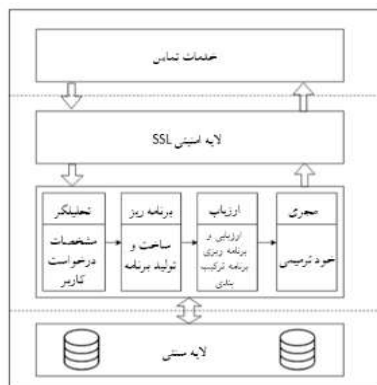 خدمات تماس
لایه امنیتی SSL
تحلیلگر
مشخصات
درخواست
کاربر
برنامه ریز
ساخت و
تولید برنامه
ارزیاب
ارزیابی و
برنامه ریزی
برنامه ترکیب
بندی
مجری
خود ترمیمی
لایه سنتی